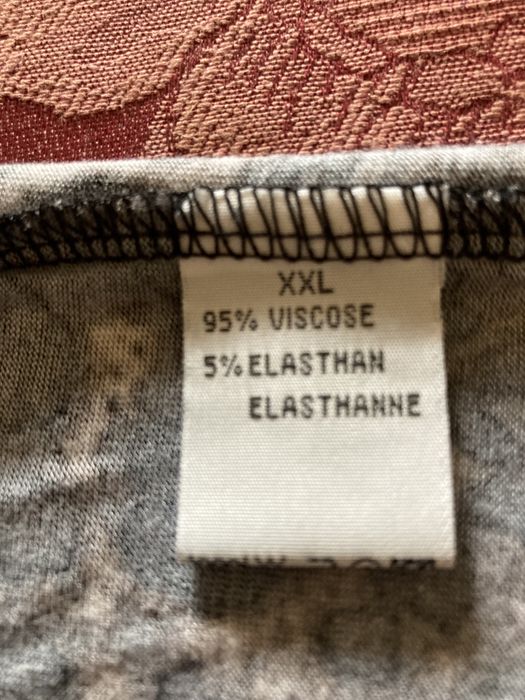 XXL
95% VISCOSE
5% ELASTHAN
ELASTHANNE